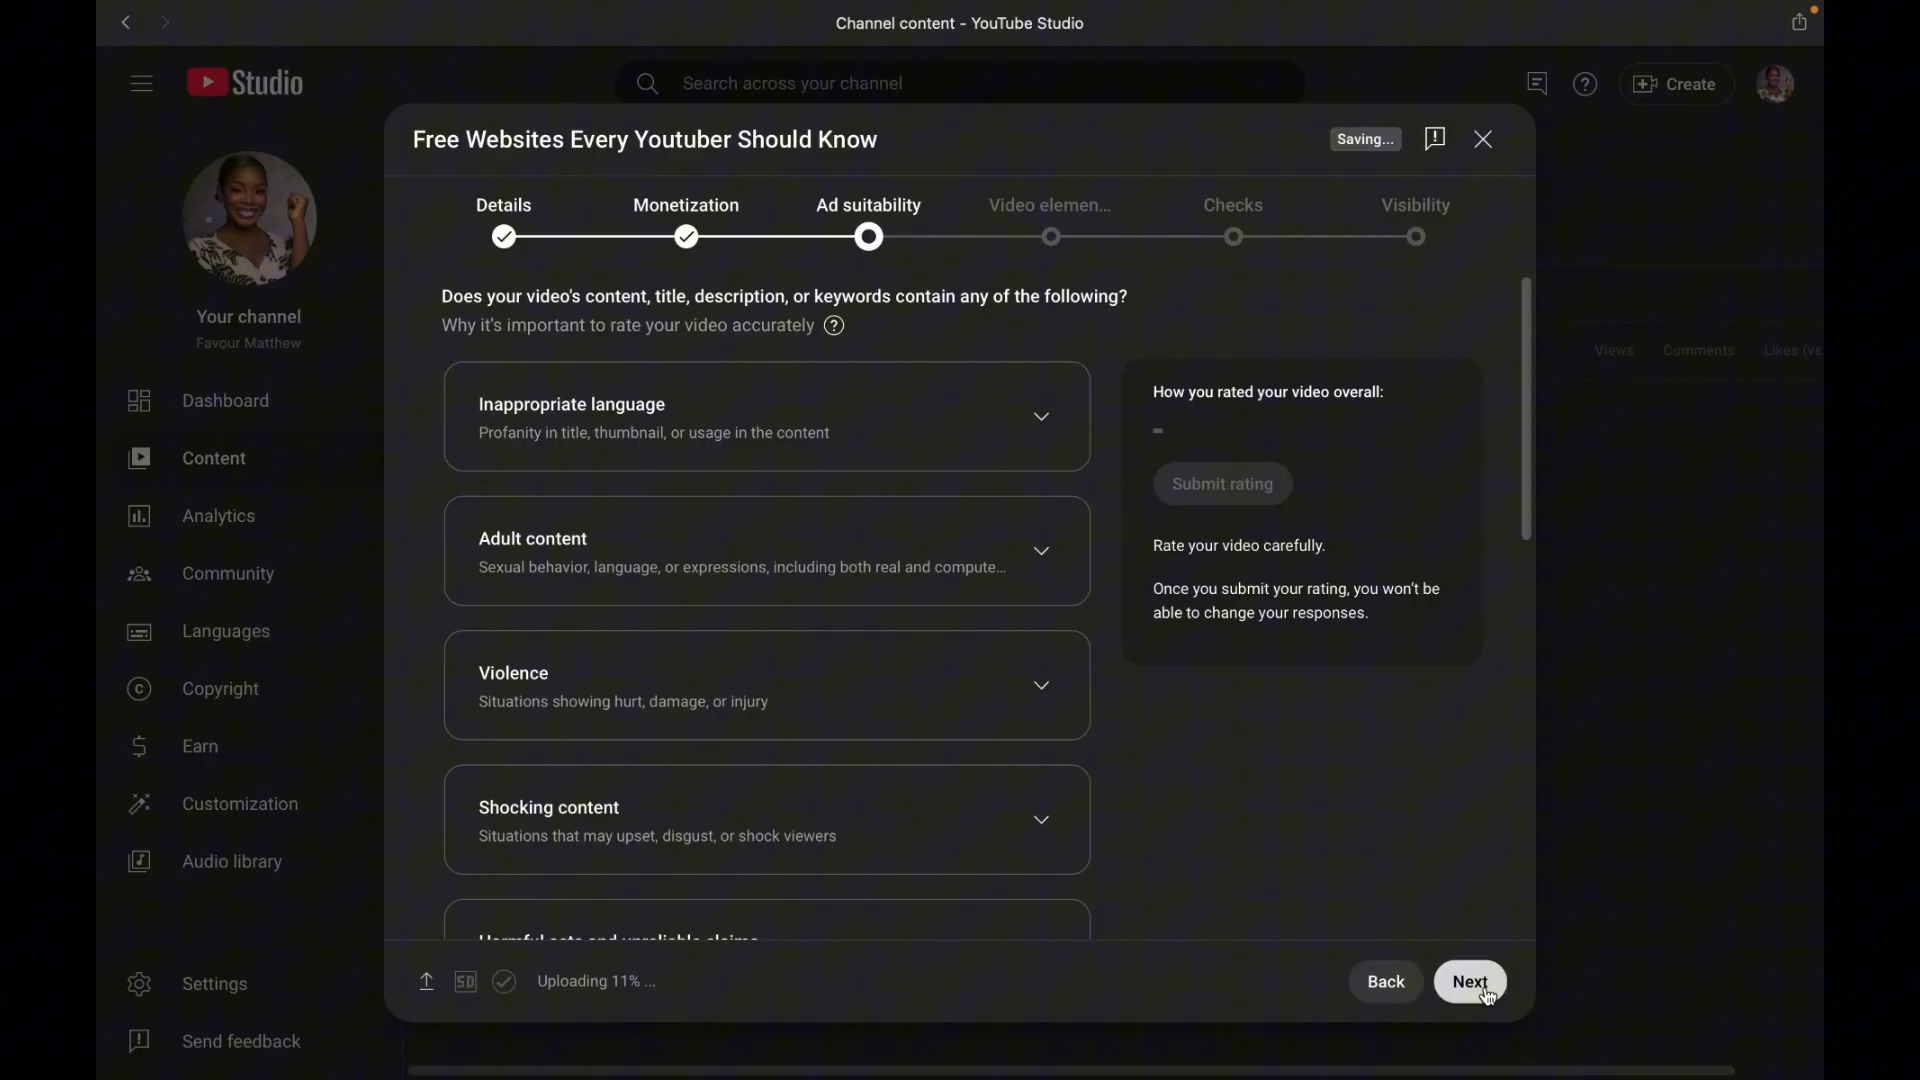 Channel content - YouTube Studio
Studio
Search across your channel
Create
Free Websites Every Youtuber Should Know
Saving...
Details
Monetization
Ad suitability
Video elemen...
Checks
Visibility
Does your video's content, title, description, or keywords contain any of the following?
Why it's important to rate your video accurately
Your channel
Favour Matthew
Dashboard
Content
Analytics
Community
Languages
Copyright
Earn
Customization
Audio library
Settings
Send feedback
Inappropriate language
Profanity in title, thumbnail, or usage in the content
Adult content
Sexual behavior, language, or expressions, including both real and compute...
Violence
Situations showing hurt, damage, or injury
Shocking content
Situations that may upset, disgust, or shock viewers
Harmful acts and unreliable claims
How you rated your video overall:
-
Submit rating
Rate your video carefully.
Once you submit your rating, you won't be
able to change your responses.
Views
Comments
Likes (vs
SD
Uploading 11% ...
Back
Next